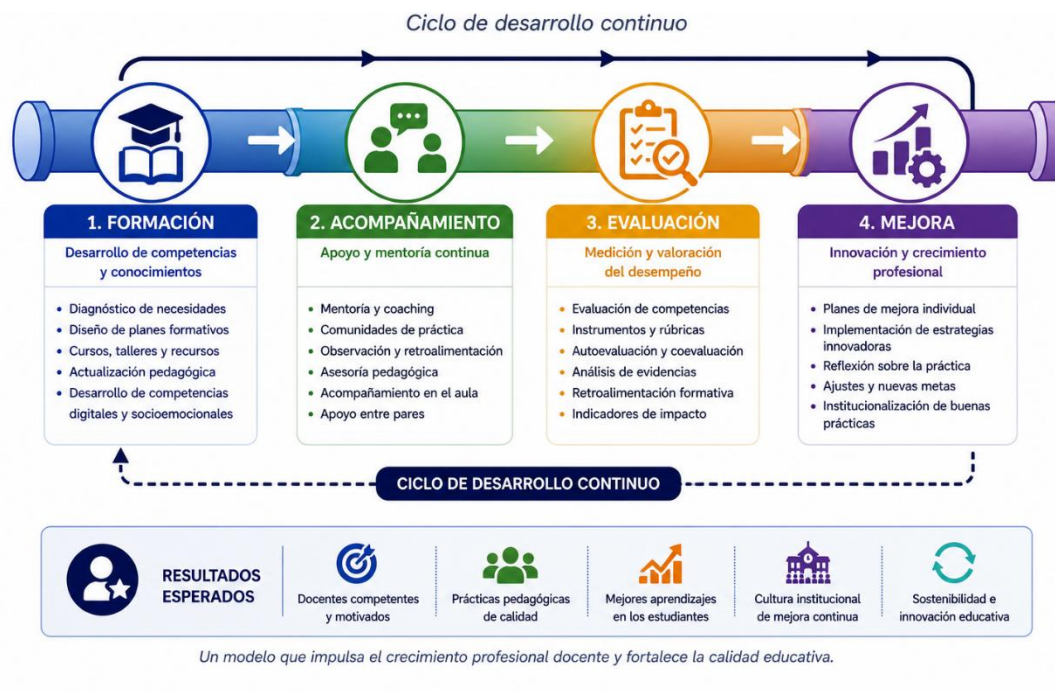 Ciclo de desarrollo continuo
1. FORMACIÓN
Desarrollo de competencias
y conocimientos
• Diagnóstico de necesidades
• Diseño de planes formativos
• Cursos, talleres y recursos
• Actualización pedagógica
• Desarrollo de competencias
digitales y socioemocionales
2. ACOMPAÑAMIENTO
Apoyo y mentoría continua
• Mentoría y coaching
• Comunidades de práctica
• Observación y retroalimentación
• Asesoría pedagógica
• Acompañamiento en el aula
• Apoyo entre pares
3. EVALUACIÓN
Medición y valoración
del desempeño
• Evaluación de competencias
• Instrumentos y rúbricas
• Autoevaluación y coevaluación
• Análisis de evidencias
• Retroalimentación formativa
• Indicadores de impacto
4. MEJORA
Innovación y crecimiento
profesional
• Planes de mejora individual
• Implementación de estrategias
innovadoras
• Reflexión sobre la práctica
• Ajustes y nuevas metas
• Institucionalización de buenas
prácticas
CICLO DE DESARROLLO CONTINUO
RESULTADOS
ESPERADOS
Docentes competentes
y motivados
Prácticas pedagógicas
de calidad
Mejores aprendizajes
en los estudiantes
Cultura institucional
de mejora continua
Sostenibilidad e
innovación educativa
Un modelo que impulsa el crecimiento profesional docente y fortalece la calidad educativa.